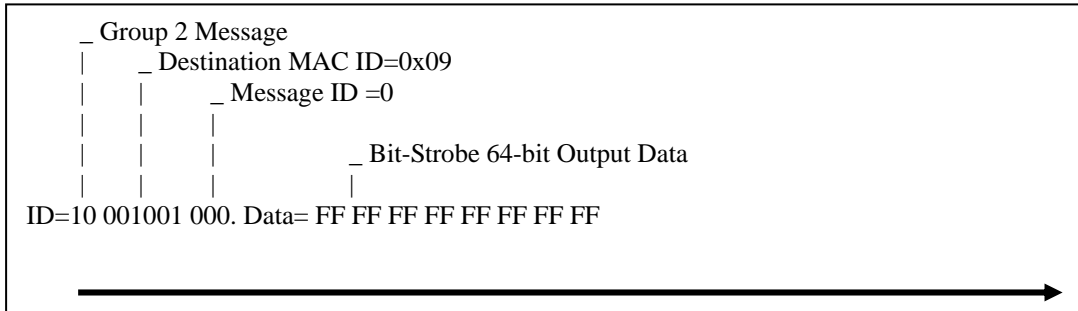 _ Group 2 Message
| _ Destination MAC ID=0x09
| | _ Message ID =0
| | |
| | | _ Bit-Strobe 64-bit Output Data
| | | |
ID=10 001001 000. Data= FF FF FF FF FF FF FF FF